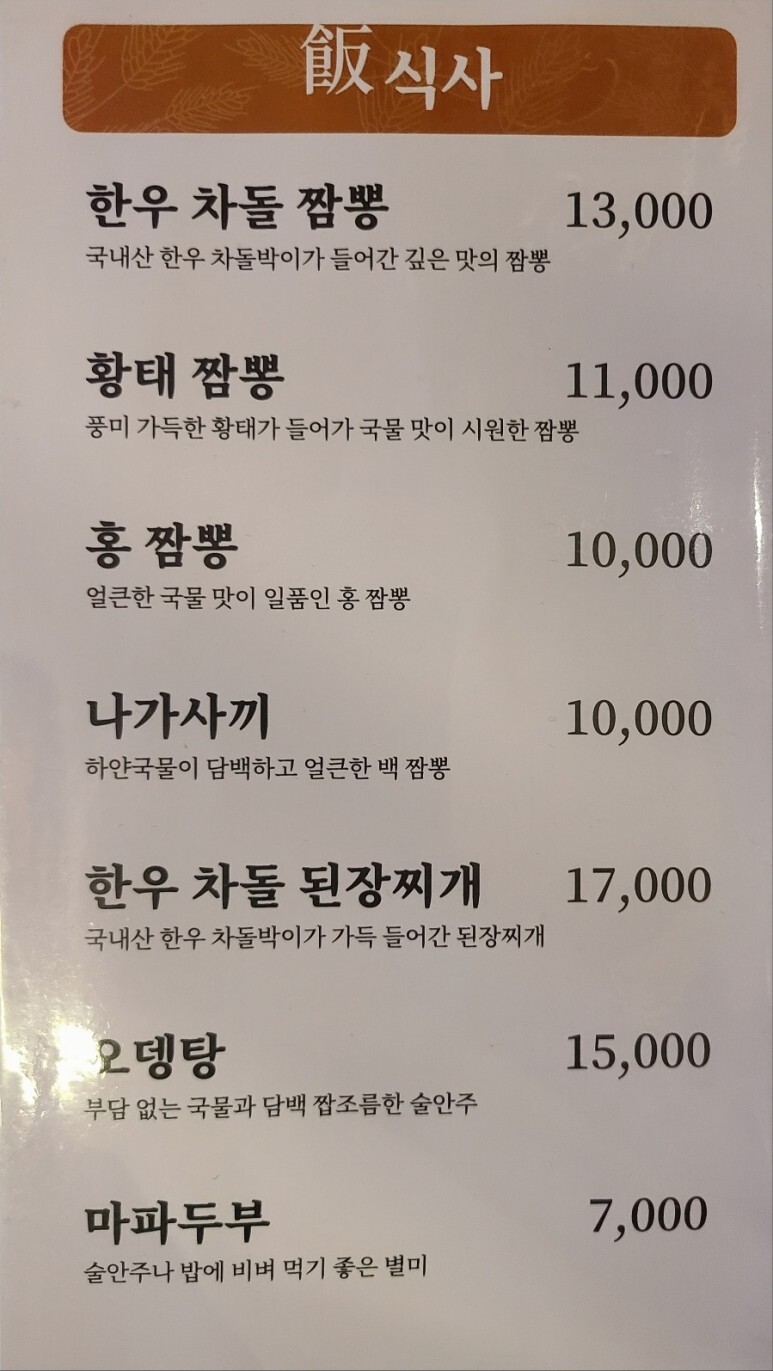 飯 식사
한우 차돌 짬뽕 13,000
국내산 한우 차돌박이가 들어간 깊은 맛의 짬뽕
황태 짬뽕 11,000
풍미 가득한 황태가 들어가 국물 맛이 시원한 짬뽕
홍 짬뽕 10,000
얼큰한 국물 맛이 일품인 홍 짬뽕
나가사끼 10,000
하얀국물이 담백하고 얼큰한 백 짬뽕
한우 차돌 된장찌개 17,000
국내산 한우 차돌박이가 가득 들어간 된장찌개
오뎅탕 15,000
부담 없는 국물과 담백 짭조름한 술안주
마파두부 7,000
술안주나 밥에 비벼 먹기 좋은 별미